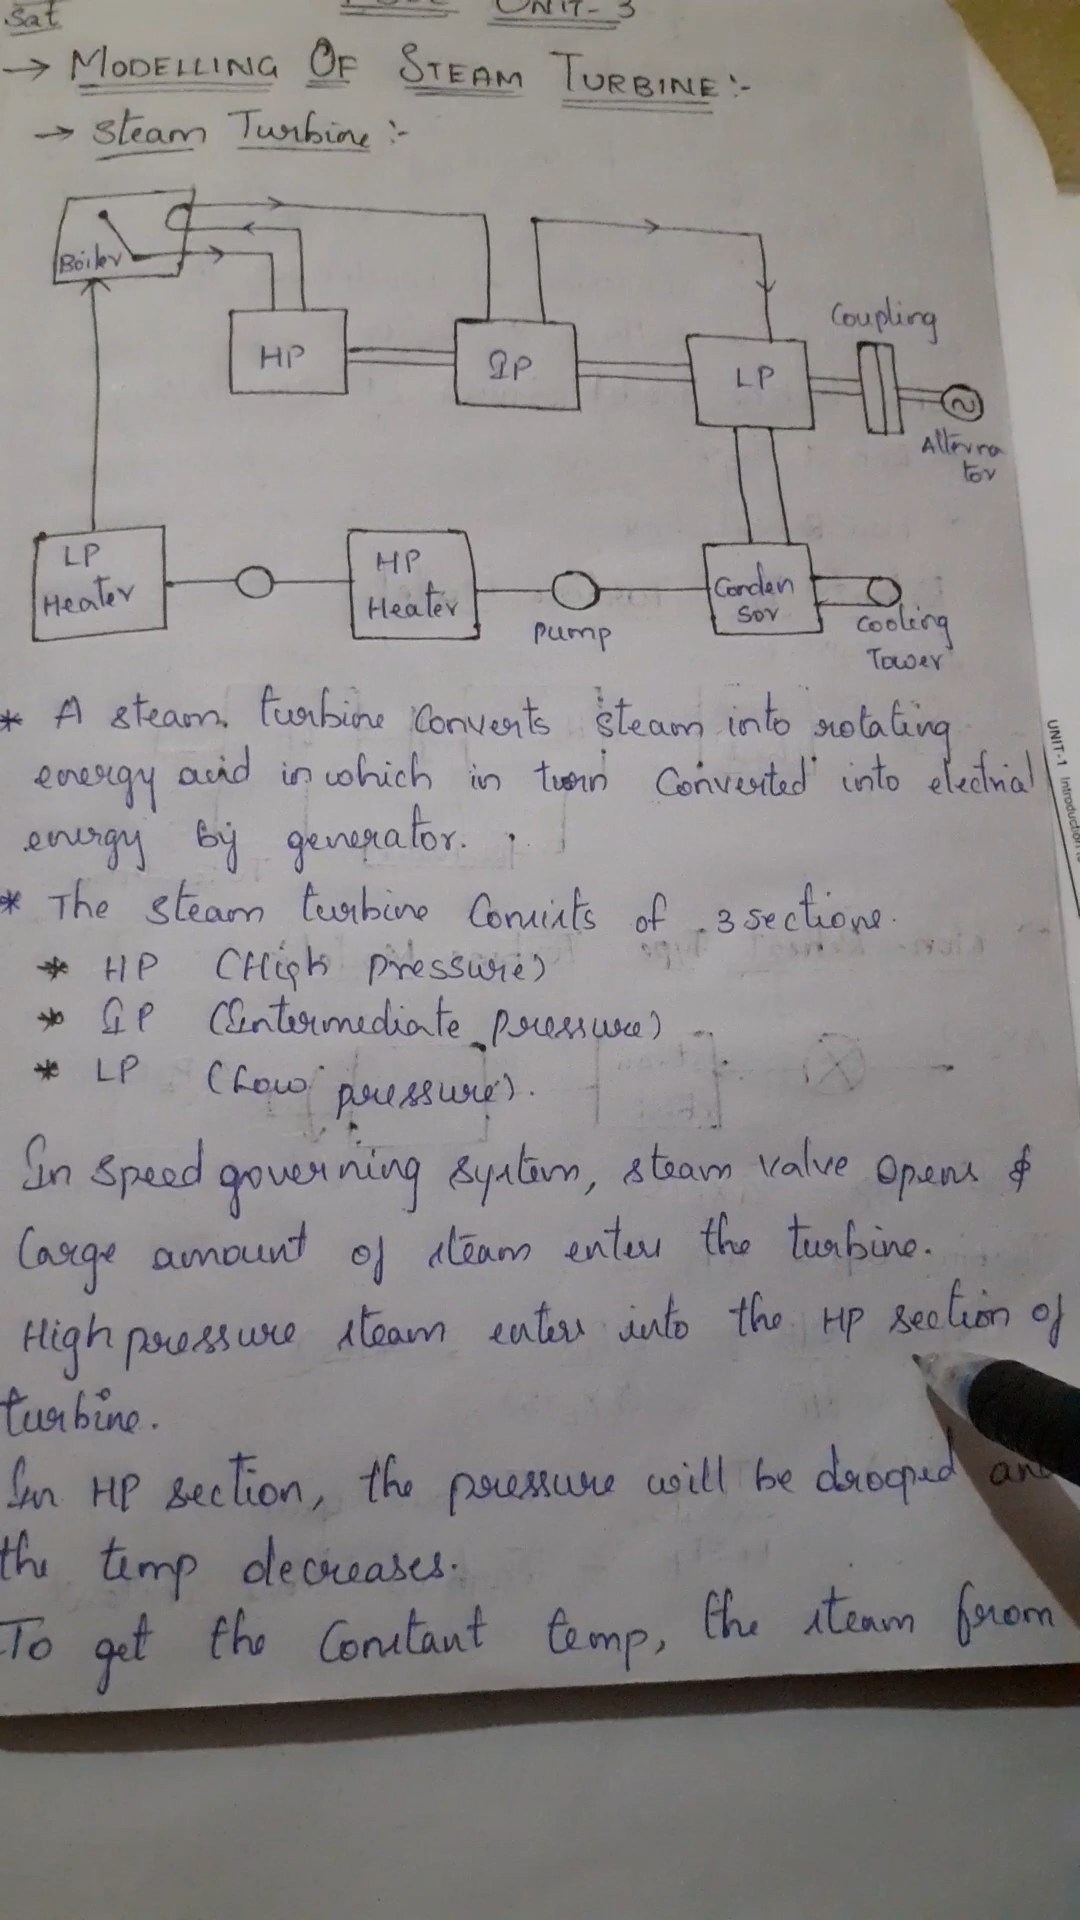 Sat
UNIT-3
→ MODELLING OF STEAM TURBINE:-
→ Steam Turbine:-
Boiler
HP
IP
LP
Coupling
Alterna
tor
LP
Heater
HP
Heater
Pump
Conden
sor
Cooling
Tower
* A steam turbine converts steam into rotating
energy and in which in turn converted into electrial
energy by generator.
* The steam turbine consists of 3 sections.
* HP (High pressure)
* IP (Intermediate pressure)
* LP (Low pressure).
In speed governing system, steam valve opens &
large amount of steam enters the turbine.
High pressure steam enters into the HP section of
turbine.
In HP section, the pressure will be droped and
the temp decreases.
To get the constant temp, the steam from
UNIT-1 Introduction